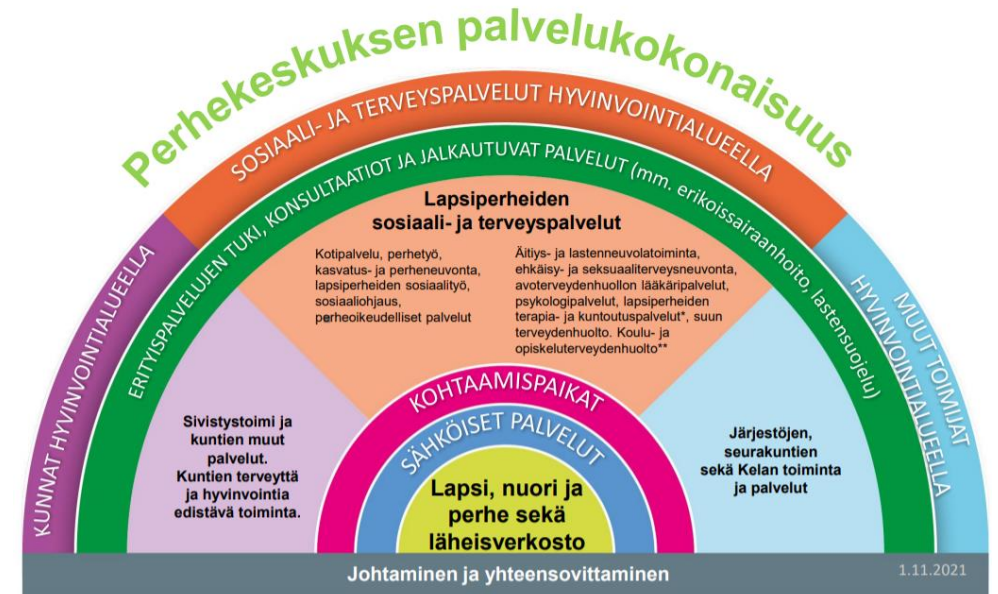 Perhekeskuksen palvelukokonaisuus
SOSIAALI- JA TERVEYSPALVELUT HYVINVOINTIALUEELLA
KUNNAT HYVINVOINTIALUEELLA
MUUT TOIMIJAT
HYVINVOINTIALUEELLA
ERITYISPALVELUJEN TUKI, KONSULTAATIOT JA JALKAUTUVAT PALVELUT (mm. erikoissairaanhoito, lastensuojelu)
Lapsiperheiden
sosiaali- ja terveyspalvelut
Kotipalvelu, perhetyö,
kasvatus- ja perheneuvonta,
lapsiperheiden sosiaalityö,
sosiaaliohjaus,
perheoikeudelliset palvelut
Äitiys- ja lastenneuvolatoiminta,
ehkäisy- ja seksuaaliterveysneuvonta,
avoterveydenhuollon lääkäripalvelut,
psykologipalvelut, lapsiperheiden
terapia- ja kuntoutuspalvelut*, suun
terveydenhuolto. Koulu- ja
opiskeluterveydenhuolto**
Sivistystoimi ja
kuntien muut
palvelut.
Kuntien terveyttä
ja hyvinvointia
edistävä toiminta.
Järjestöjen,
seurakuntien
sekä Kelan toiminta
ja palvelut
KOHTAAMISPAIKAT
SÄHKÖISET PALVELUT
Lapsi, nuori ja
perhe sekä
läheisverkosto
Johtaminen ja yhteensovittaminen
1.11.2021